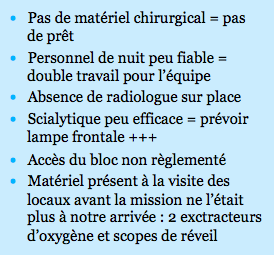 • Pas de matériel chirurgical = pas
de prêt
• Personnel de nuit peu fiable =
double travail pour l'équipe
• Absence de radiologue sur place
• Scialytique peu efficace = prévoir
lampe frontale +++
• Accès du bloc non règlementé
• Matériel présent à la visite des
locaux avant la mission ne l'était
plus à notre arrivée : 2 exctracteurs
d'oxygène et scopes de réveil